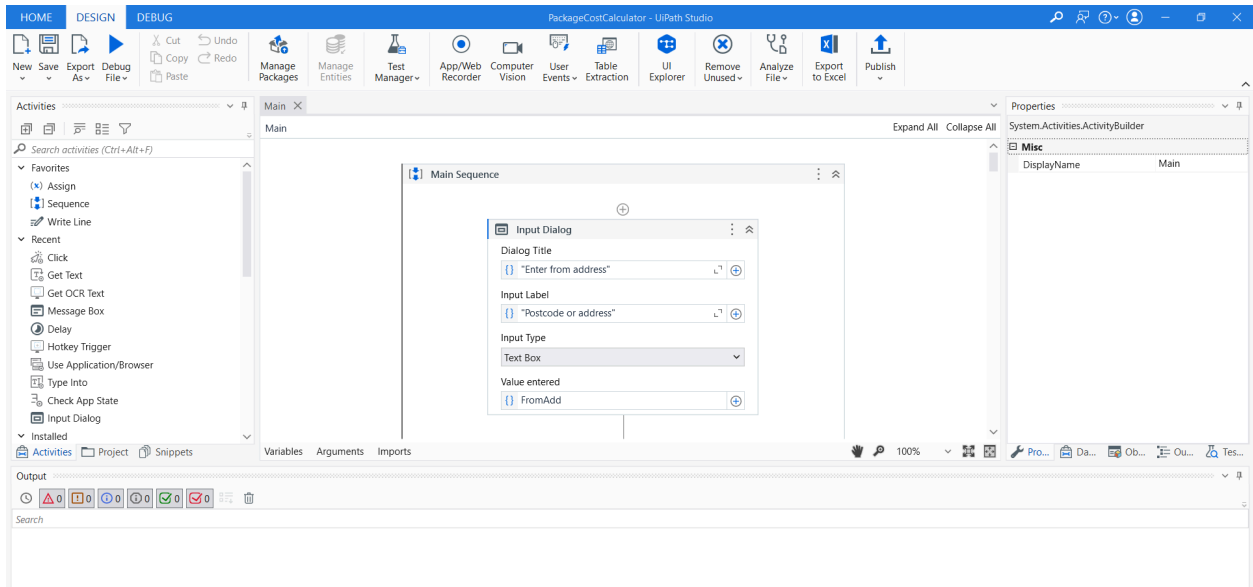 HOME DESIGN DEBUG PackageCostCalculator - UiPath Studio
New Save Export As Debug File Cut Copy Paste Undo Redo Manage Packages Manage Entities Test Manager App/Web Recorder Computer Vision User Events Table Extraction UI Explorer Remove Unused Analyze File Export to Excel Publish
Activities
Search activities (Ctrl+Alt+F)
Favorites
Assign
Sequence
Write Line
Recent
Click
Get Text
Get OCR Text
Message Box
Delay
Hotkey Trigger
Use Application/Browser
Type Into
Check App State
Input Dialog
Installed
Activities Project Snippets
Main
Main Expand All Collapse All
Main Sequence
Input Dialog
Dialog Title
"Enter from address"
Input Label
"Postcode or address"
Input Type
Text Box
Value entered
FromAdd
Variables Arguments Imports 100%
Properties
System.Activities.ActivityBuilder
Misc
DisplayName Main
Pro... Da... Ob... Ou... Tes...
Output
0 0 0 0 0 0
Search